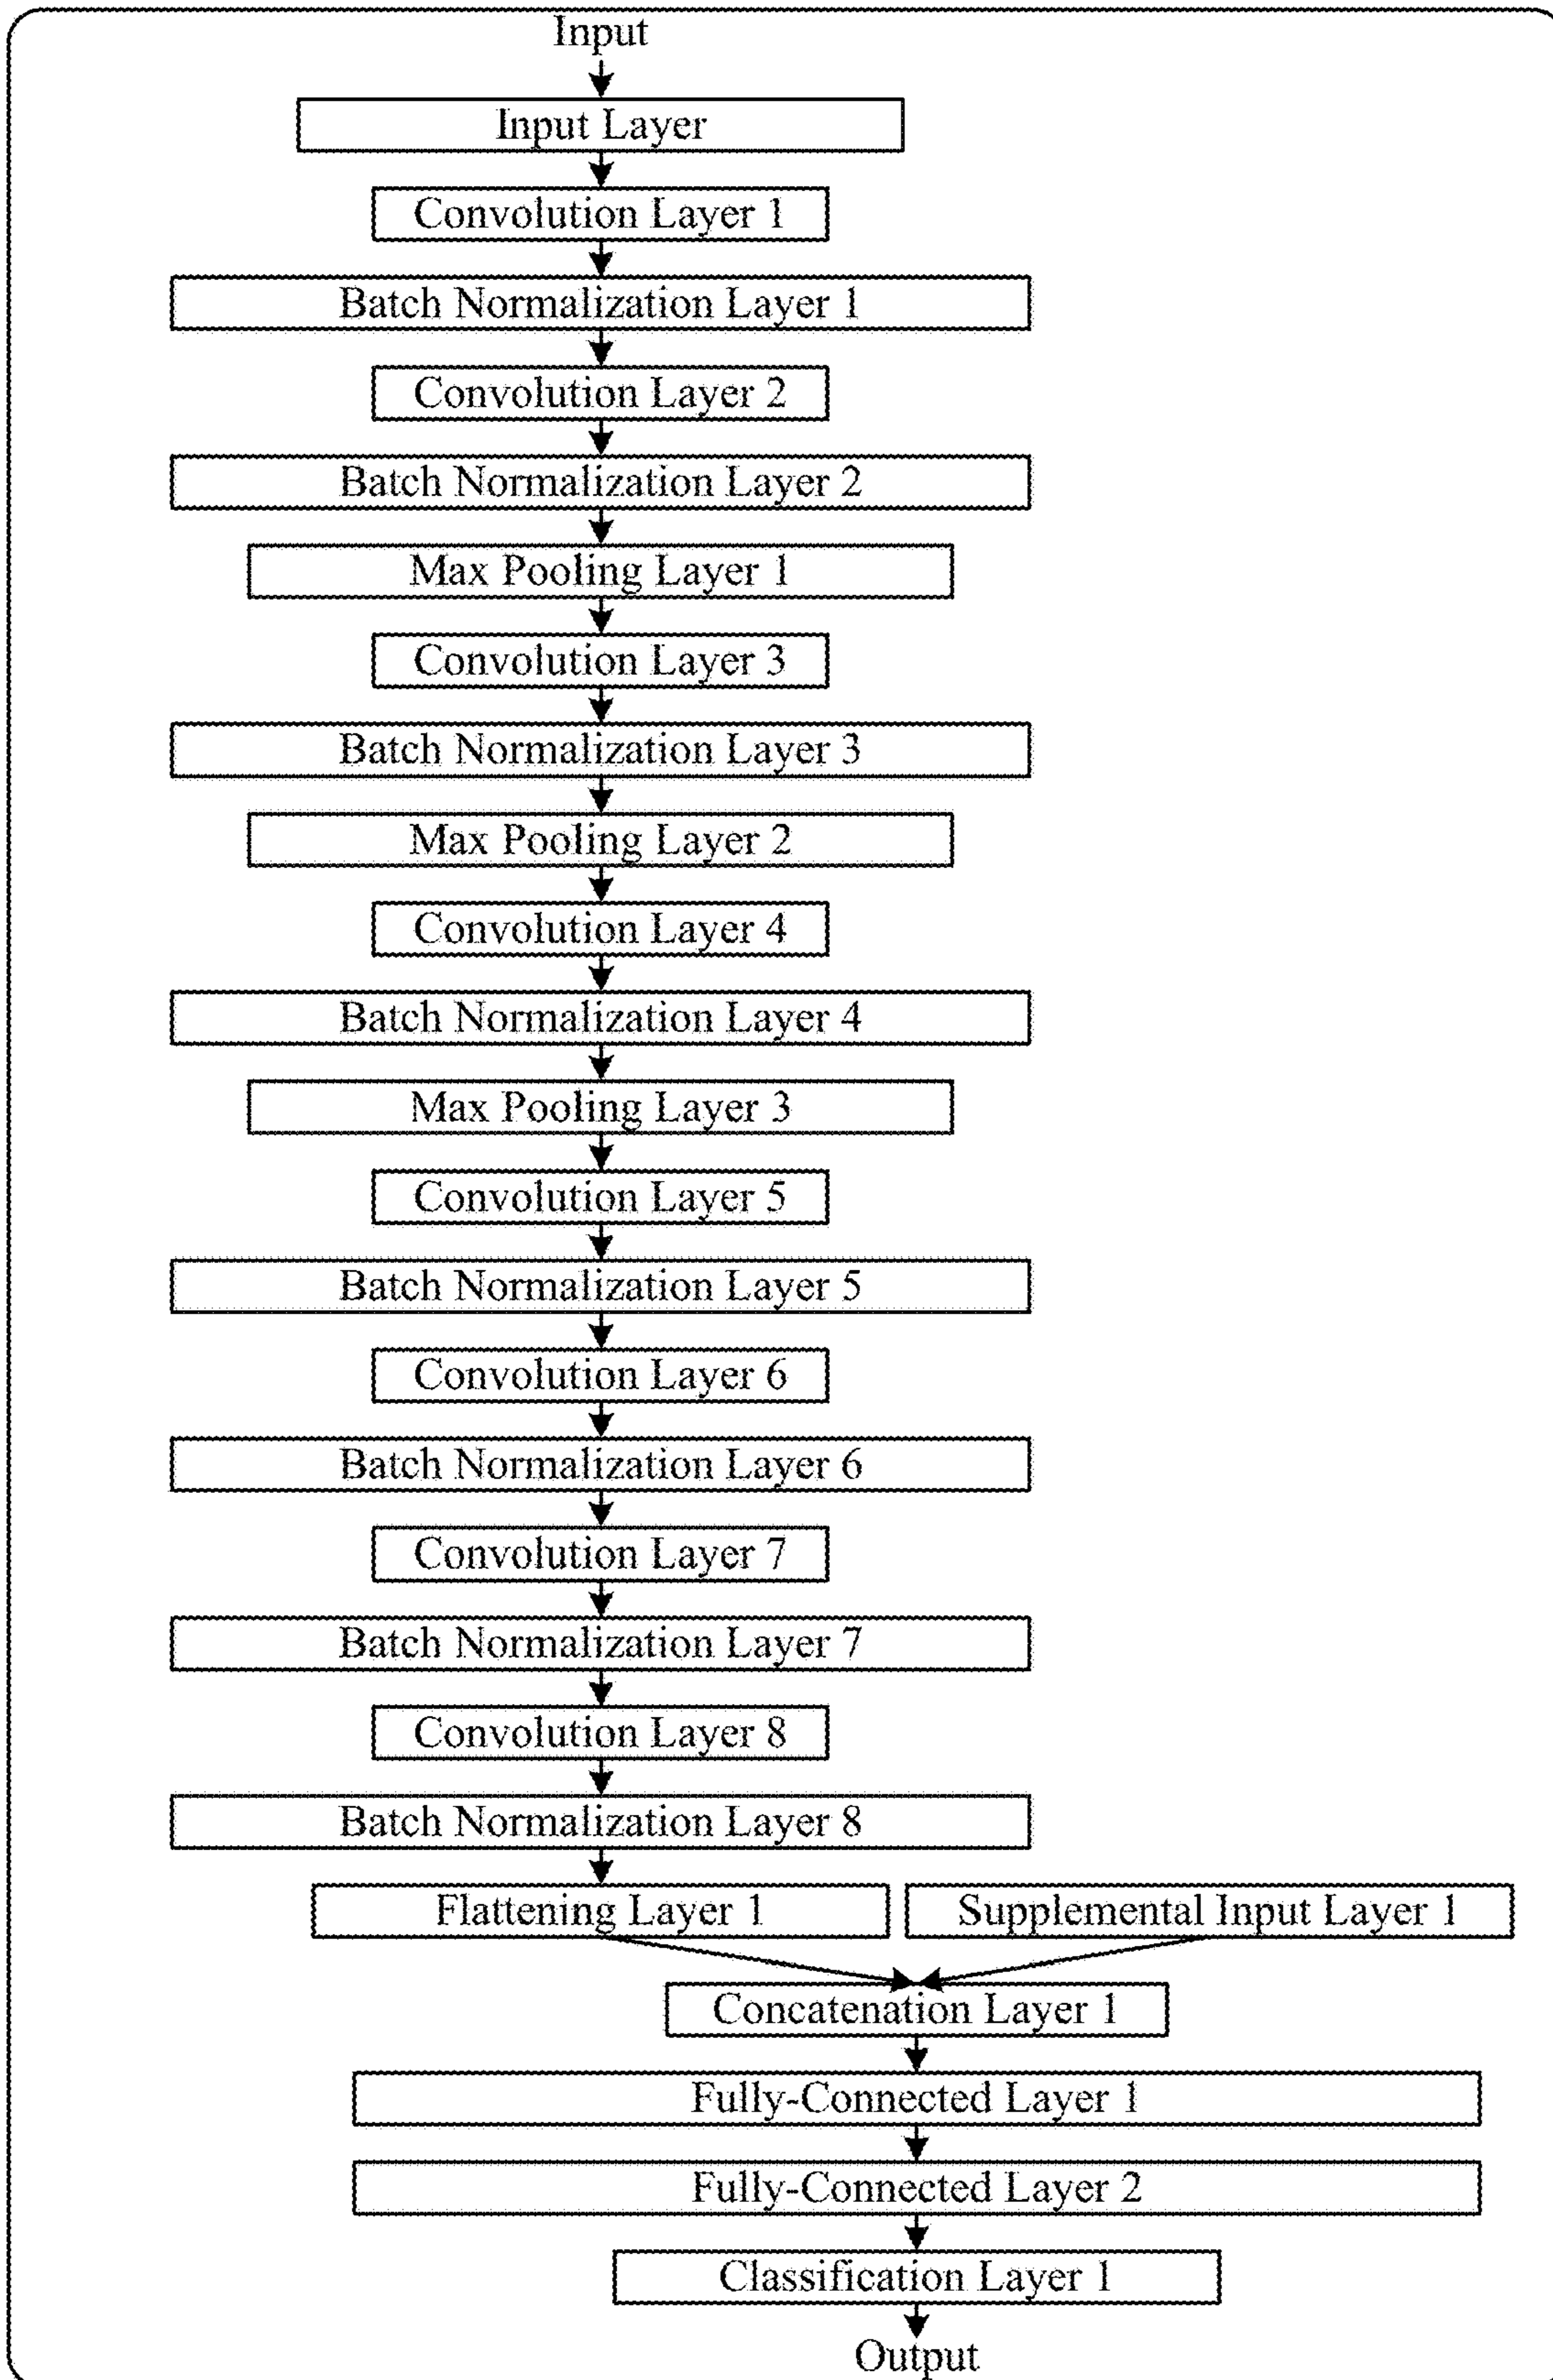 Input
Input Layer
Convolution Layer 1
Batch Normalization Layer 1
Convolution Layer 2
Batch Normalization Layer 2
Max Pooling Layer 1
Convolution Layer 3
Batch Normalization Layer 3
Max Pooling Layer 2
Convolution Layer 4
Batch Normalization Layer 4
Max Pooling Layer 3
Convolution Layer 5
Batch Normalization Layer 5
Convolution Layer 6
Batch Normalization Layer 6
Convolution Layer 7
Batch Normalization Layer 7
Convolution Layer 8
Batch Normalization Layer 8
Flattening Layer 1
Supplemental Input Layer 1
Concatenation Layer 1
Fully-Connected Layer 1
Fully-Connected Layer 2
Classification Layer 1
Output